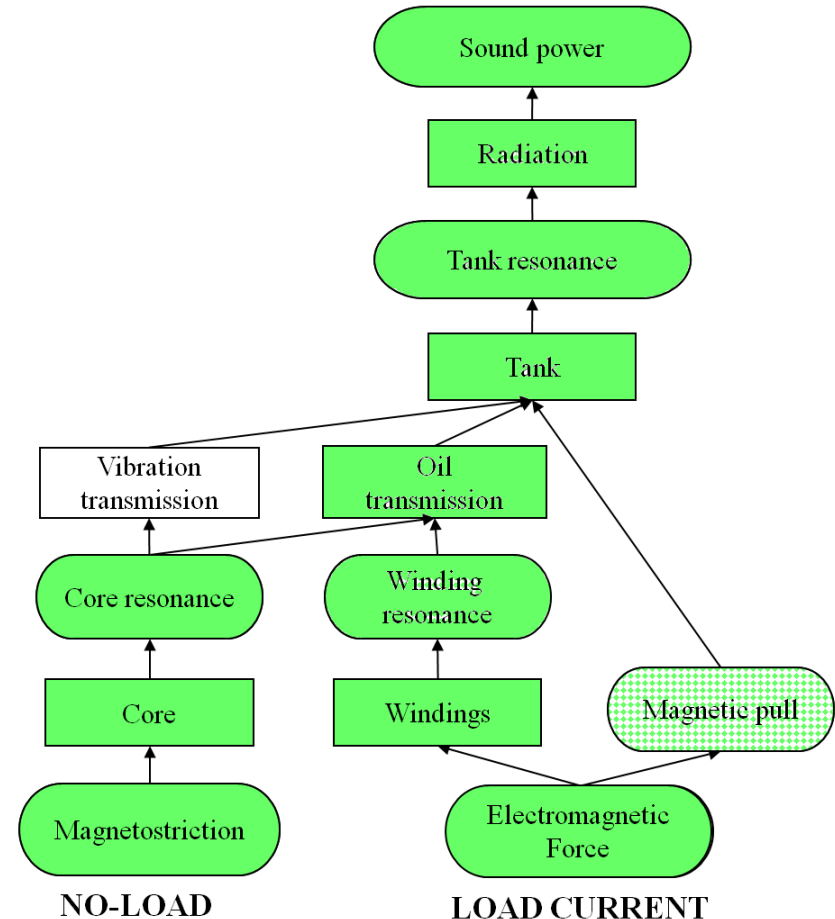 Sound power
Radiation
Tank resonance
Tank
Vibration
transmission
Oil
transmission
Core resonance
Winding
resonance
Core
Windings
Magnetic pull
Magnetostriction
Electromagnetic
Force
NO-LOAD
LOAD CURRENT